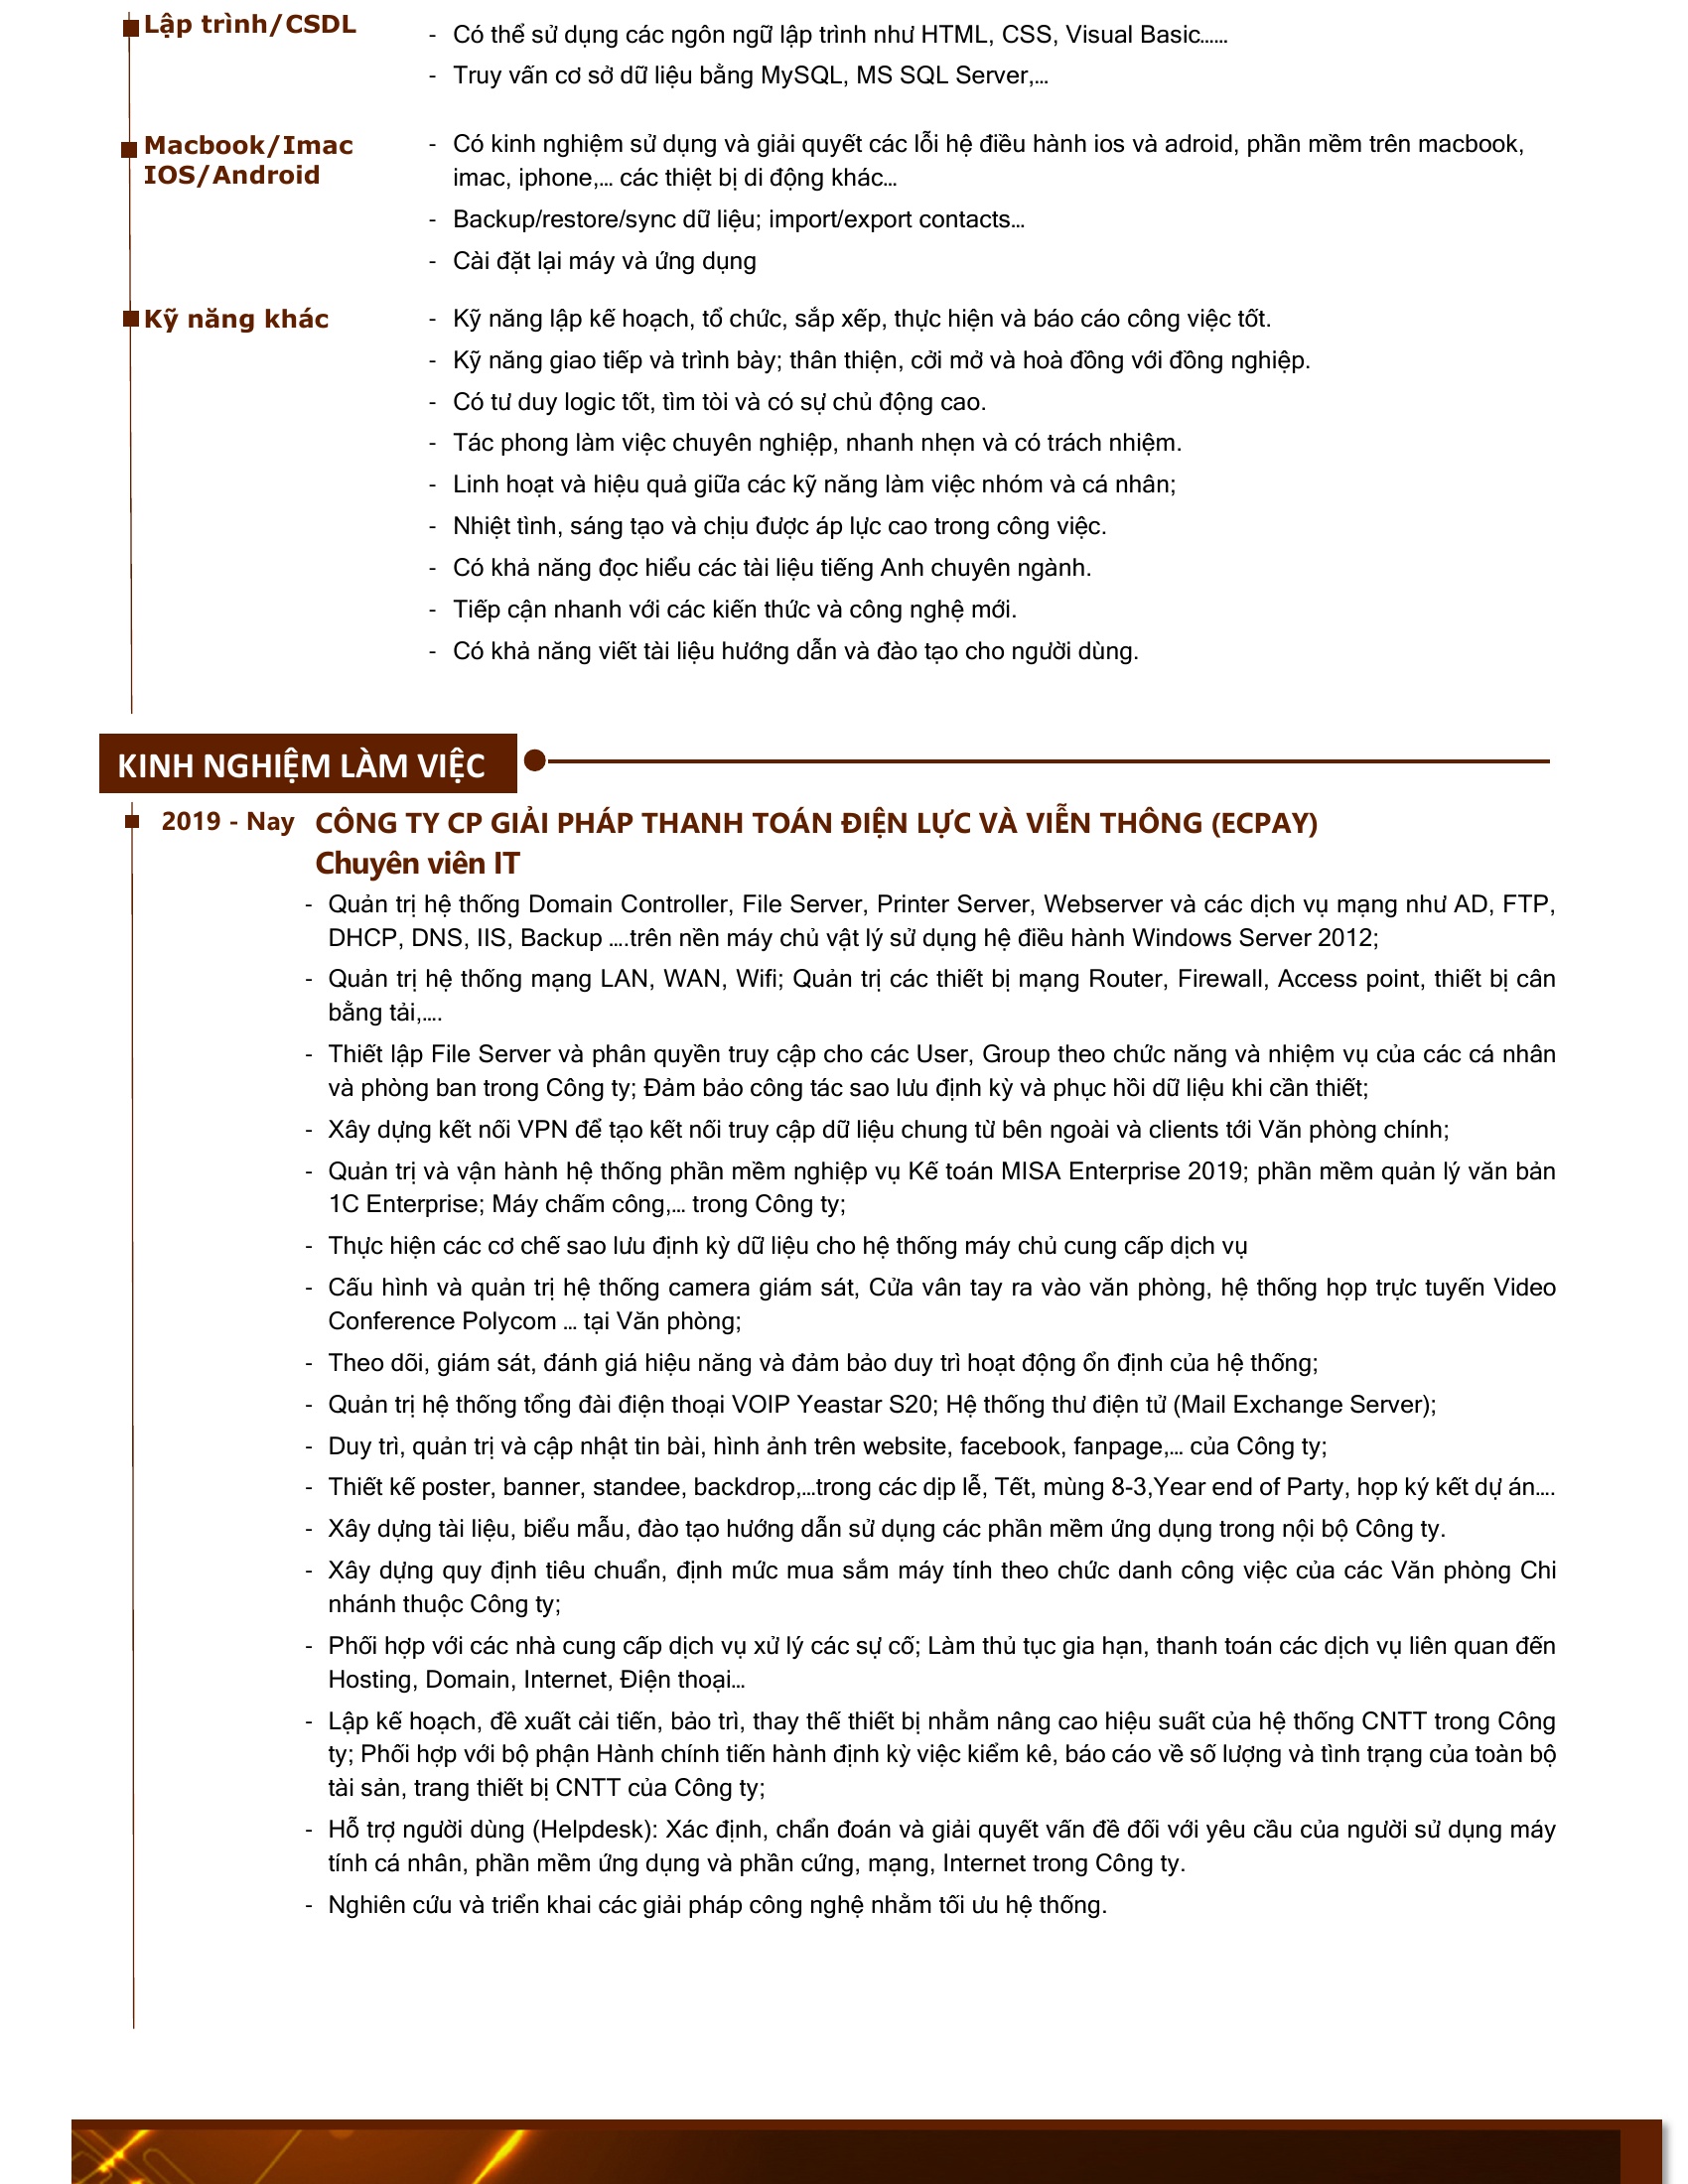 Lập trình/CSDL
- Có thể sử dụng các ngôn ngữ lập trình như HTML, CSS, Visual Basic……
- Truy vấn cơ sở dữ liệu bằng MySQL, MS SQL Server,…
Macbook/Imac
IOS/Android
- Có kinh nghiệm sử dụng và giải quyết các lỗi hệ điều hành ios và adroid, phần mềm trên macbook,
imac, iphone,… các thiệt bị di động khác…
- Backup/restore/sync dữ liệu; import/export contacts…
- Cài đặt lại máy và ứng dụng
Kỹ năng khác
- Kỹ năng lập kế hoạch, tổ chức, sắp xếp, thực hiện và báo cáo công việc tốt.
- Kỹ năng giao tiếp và trình bày; thân thiện, cởi mở và hoà đồng với đồng nghiệp.
- Có tư duy logic tốt, tìm tòi và có sự chủ động cao.
- Tác phong làm việc chuyên nghiệp, nhanh nhẹn và có trách nhiệm.
- Linh hoạt và hiệu quả giữa các kỹ năng làm việc nhóm và cá nhân;
- Nhiệt tình, sáng tạo và chịu được áp lực cao trong công việc.
- Có khả năng đọc hiểu các tài liệu tiếng Anh chuyên ngành.
- Tiếp cận nhanh với các kiến thức và công nghệ mới.
- Có khả năng viết tài liệu hướng dẫn và đào tạo cho người dùng.
KINH NGHIỆM LÀM VIỆC
2019 - Nay CÔNG TY CP GIẢI PHÁP THANH TOÁN ĐIỆN LỰC VÀ VIỄN THÔNG (ECPAY)
Chuyên viên IT
- Quản trị hệ thống Domain Controller, File Server, Printer Server, Webserver và các dịch vụ mạng như AD, FTP,
DHCP, DNS, IIS, Backup ….trên nền máy chủ vật lý sử dụng hệ điều hành Windows Server 2012;
- Quản trị hệ thống mạng LAN, WAN, Wifi; Quản trị các thiết bị mạng Router, Firewall, Access point, thiết bị cân
bằng tải,….
- Thiết lập File Server và phân quyền truy cập cho các User, Group theo chức năng và nhiệm vụ của các cá nhân
và phòng ban trong Công ty; Đảm bảo công tác sao lưu định kỳ và phục hồi dữ liệu khi cần thiết;
- Xây dựng kết nối VPN để tạo kết nối truy cập dữ liệu chung từ bên ngoài và clients tới Văn phòng chính;
- Quản trị và vận hành hệ thống phần mềm nghiệp vụ Kế toán MISA Enterprise 2019; phần mềm quản lý văn bản
1C Enterprise; Máy chấm công,… trong Công ty;
- Thực hiện các cơ chế sao lưu định kỳ dữ liệu cho hệ thống máy chủ cung cấp dịch vụ
- Cấu hình và quản trị hệ thống camera giám sát, Cửa vân tay ra vào văn phòng, hệ thống họp trực tuyến Video
Conference Polycom … tại Văn phòng;
- Theo dõi, giám sát, đánh giá hiệu năng và đảm bảo duy trì hoạt động ổn định của hệ thống;
- Quản trị hệ thống tổng đài điện thoại VOIP Yeastar S20; Hệ thống thư điện tử (Mail Exchange Server);
- Duy trì, quản trị và cập nhật tin bài, hình ảnh trên website, facebook, fanpage,… của Công ty;
- Thiết kế poster, banner, standee, backdrop,…trong các dịp lễ, Tết, mùng 8-3,Year end of Party, họp ký kết dự án….
- Xây dựng tài liệu, biểu mẫu, đào tạo hướng dẫn sử dụng các phần mềm ứng dụng trong nội bộ Công ty.
- Xây dựng quy định tiêu chuẩn, định mức mua sắm máy tính theo chức danh công việc của các Văn phòng Chi
nhánh thuộc Công ty;
- Phối hợp với các nhà cung cấp dịch vụ xử lý các sự cố; Làm thủ tục gia hạn, thanh toán các dịch vụ liên quan đến
Hosting, Domain, Internet, Điện thoại…
- Lập kế hoạch, đề xuất cải tiến, bảo trì, thay thế thiết bị nhằm nâng cao hiệu suất của hệ thống CNTT trong Công
ty; Phối hợp với bộ phận Hành chính tiến hành định kỳ việc kiểm kê, báo cáo về số lượng và tình trạng của toàn bộ
tài sản, trang thiết bị CNTT của Công ty;
- Hỗ trợ người dùng (Helpdesk): Xác định, chẩn đoán và giải quyết vấn đề đối với yêu cầu của người sử dụng máy
tính cá nhân, phần mềm ứng dụng và phần cứng, mạng, Internet trong Công ty.
- Nghiên cứu và triển khai các giải pháp công nghệ nhằm tối ưu hệ thống.